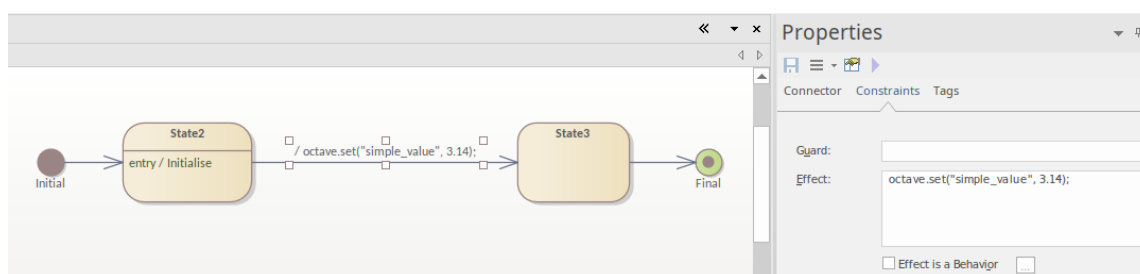 Properties
Connector Constraints Tags
State2
entry / Initialise
/ octave.set("simple_value", 3.14);
State3
Initial
Final
Guard:
Effect:
octave.set("simple_value", 3.14);
Effect is a Behavior
...